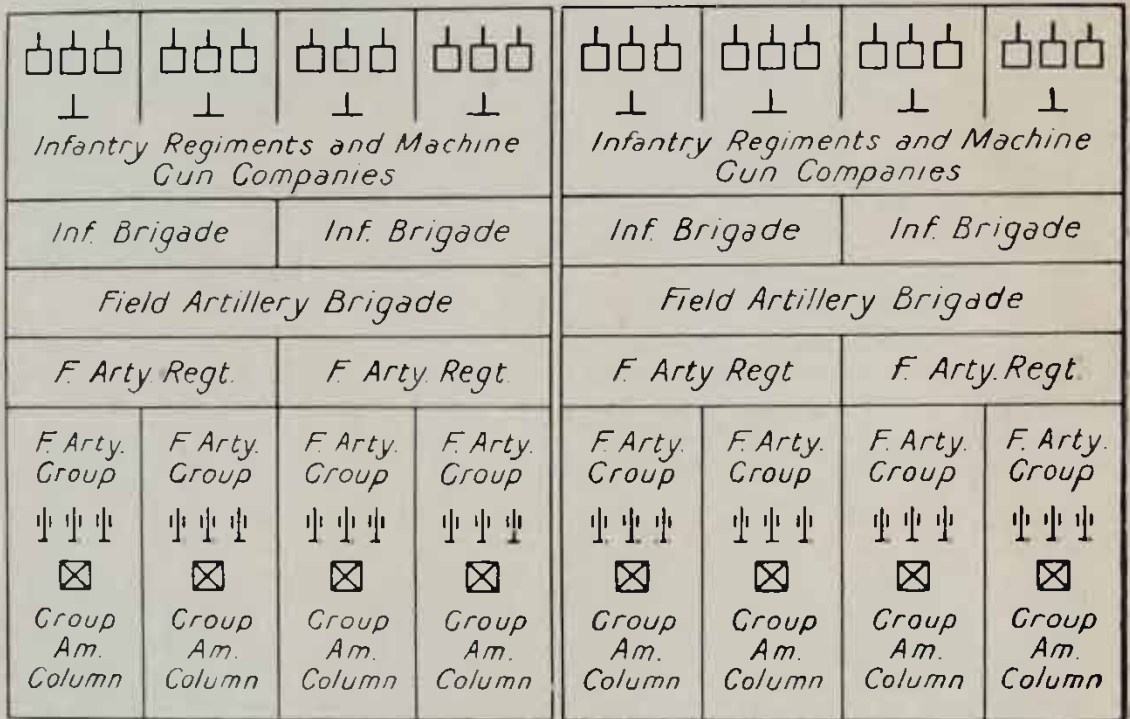 Infantry Regiments and Machine
Gun Companies
Infantry Regiments and Machine
Gun Companies
Inf. Brigade
Inf. Brigade
Inf. Brigade
Inf. Brigade
Field Artillery Brigade
Field Artillery Brigade
F. Arty. Regt.
F. Arty. Regt.
F. Arty Regt
F. Arty. Regt.
F. Arty.
Group
F. Arty.
Group
F. Arty.
Group
F. Arty.
Group
F. Arty.
Group
F. Arty.
Group
F. Arty.
Group
F. Arty.
Group
Group
Am.
Column
Group
Am.
Column
Group
Am.
Column
Group
Am.
Column
Group
Am.
Column
Group
Am.
Column
Group
Am.
Column
Group
Am.
Column